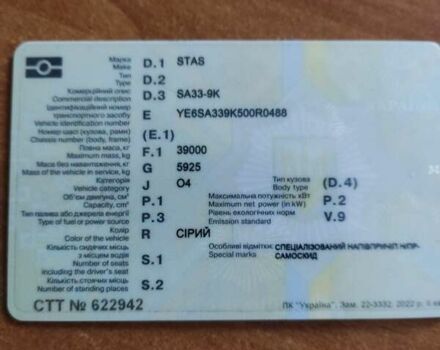 Марка D.1 STAS
Make
Тип D.2
Type
Комерційний опис D.3 SA33-9K
Commercial description
Ідентифікаційний номер
транспортного засобу E YE6SA339K500R0488
Vehicle identification number
Номер шасі (кузова, рами) (E.1)
Chassis number (body, frame)
Повна маса, кг F.1 39000
Maximum mass, kg
Маса без навантаження, кг G 5925
Mass of the vehicle in service, kg
Категорія J O4 Тип кузова (D.4)
Vehicle category Body type
Об'єм двигуна, см³ P.1 Максимальна потужність, кВт P.2
Capacity, cm³ Maximum net power (in kW)
Тип палива або джерела енергії P.3 Рівень екологічних норм V.9
Type of fuel or power source Emission standard
Колір R СІРИЙ
Color of the vehicle
Кількість сидячих місць Особливі відмітки СПЕЦІАЛІЗОВАНИЙ НАПІВПРИЧІП Н/ПР-
з місцем водія S.1 Special marks САМОСКИД
Number of seats
including the driver's seat
Кількість стоячих місць S.2
Number of standing places
СТТ № 622942 ПК "Україна". Зам. 22-3332. 2022 р. II кв.